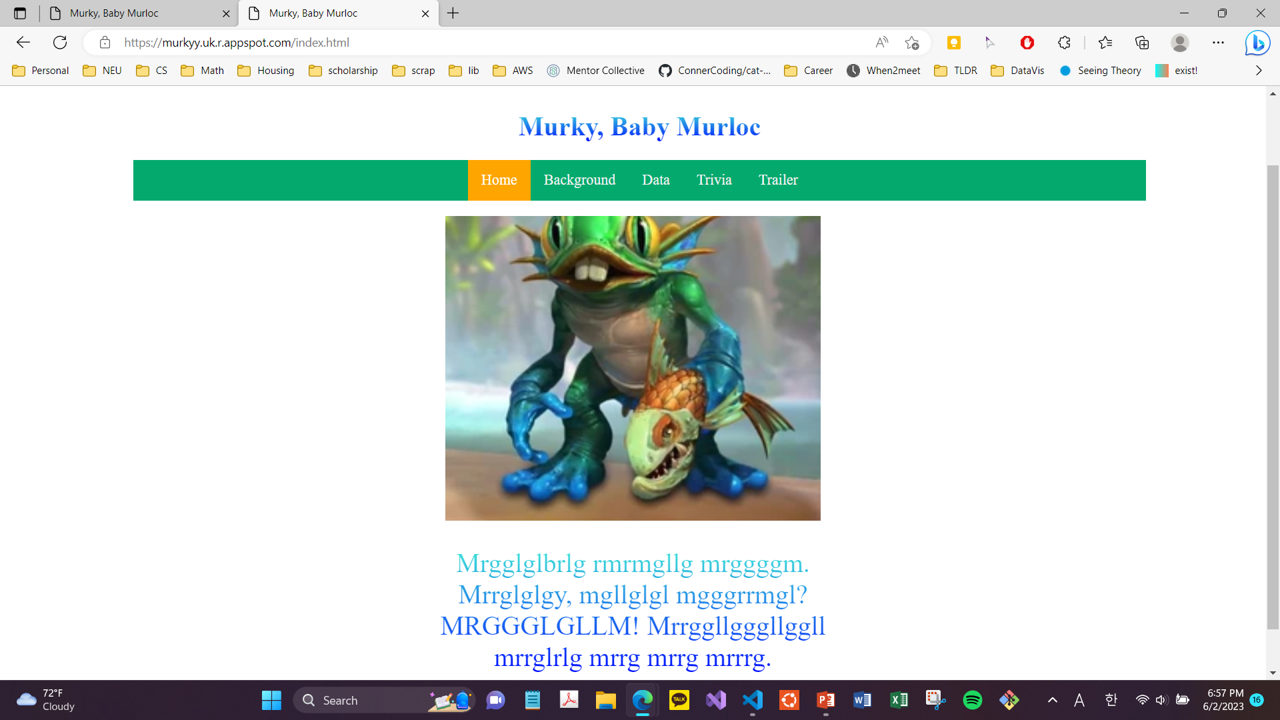 Murky, Baby Murloc
Murky, Baby Murloc
https://murkyy.uk.r.appspot.com/index.html
Personal NEU CS Math Housing scholarship scrap lib AWS Mentor Collective ConnerCoding/cat-... Career When2meet TLDR DataVis Seeing Theory exist!
Murky, Baby Murloc
Home Background Data Trivia Trailer
Mrgglglbrlg rmrmgllg mrggggm.
Mrrglglgy, mgllglgl mgggrrmgl?
MRGGGLGLLM! Mrrggllgggllggll
mrrglrlg mrrg mrrg mrrrg.
72°F
Cloudy
Search
TALK
A 한
6:57 PM
6/2/2023
16